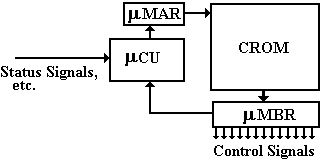 μMAR
CROM
μCU
Status Signals,
etc.
μMBR
Control Signals